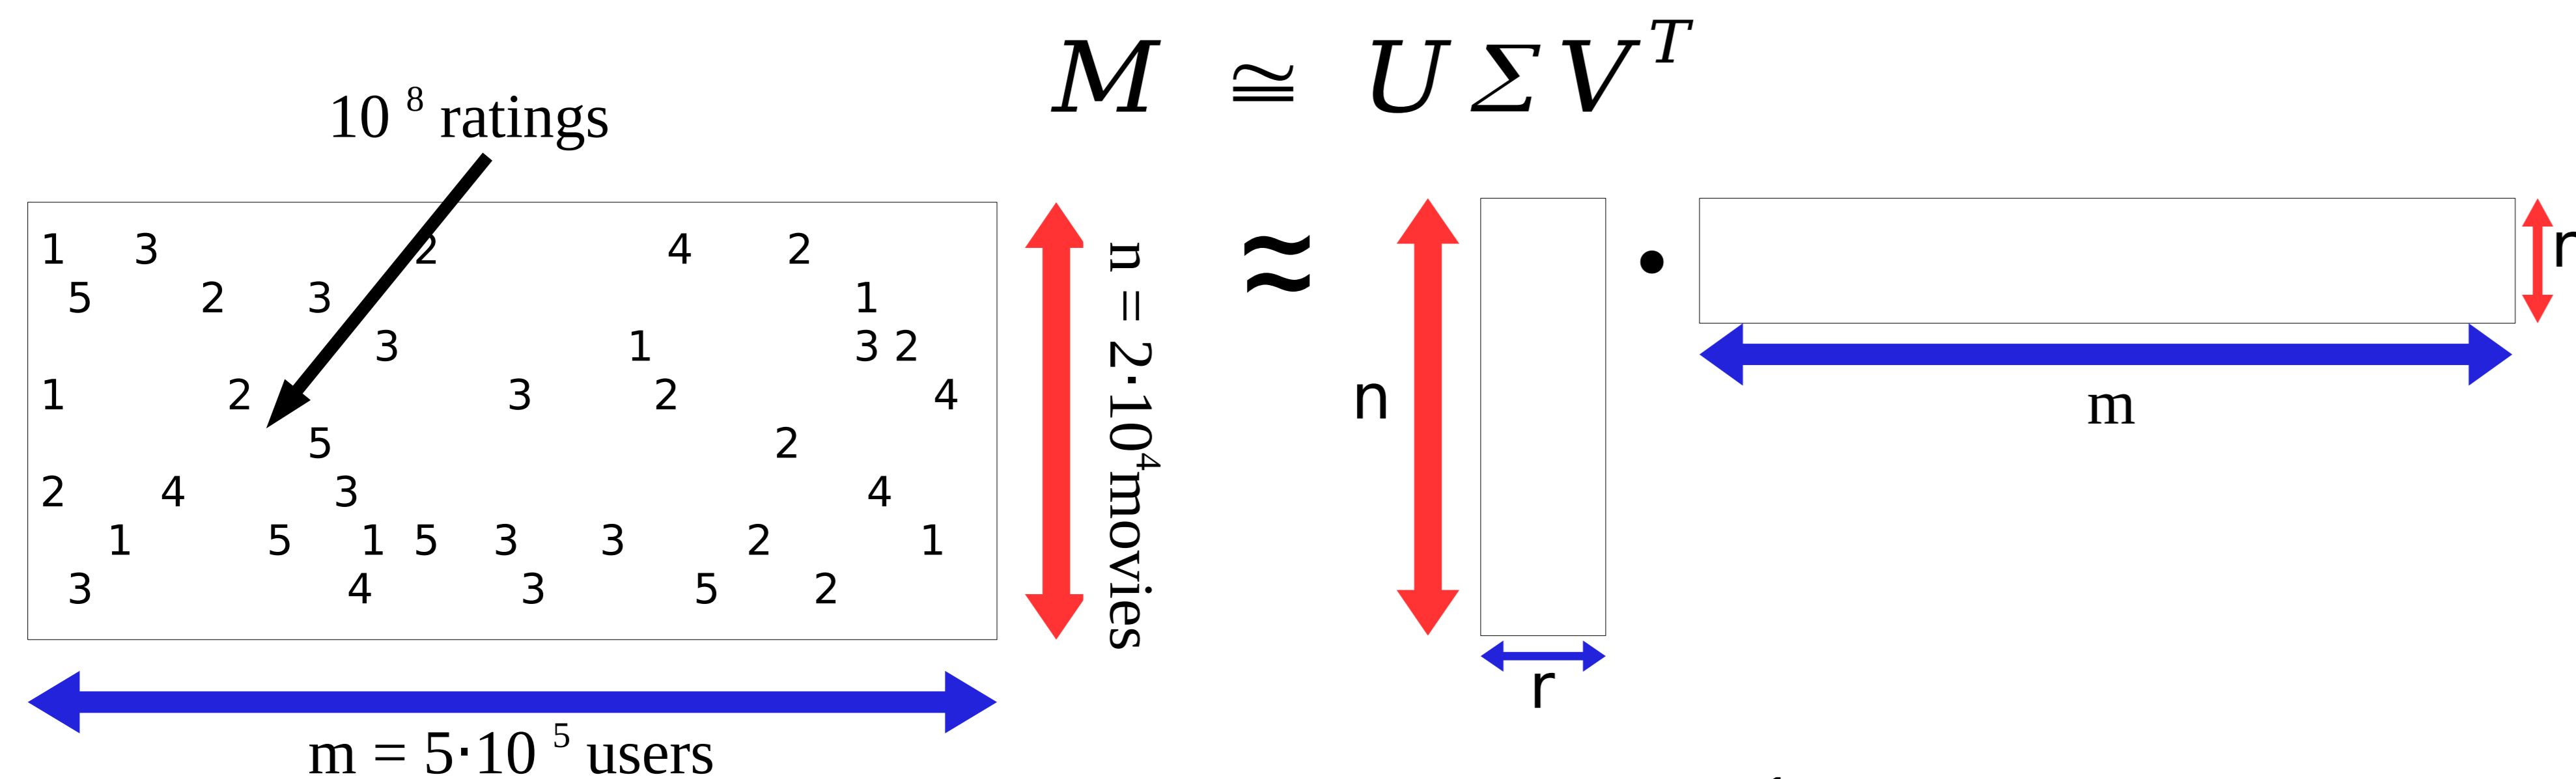 M ≅ U Σ V^T
10^8 ratings
1 3 2 4 2
5 2 3 1
3 1 3 2
1 2 3 2 4
5 2
2 4 3 4
1 5 1 5 3 3 2 1
3 4 3 5 2
m = 5·10^5 users
n = 2·10^4 movies
≈
n
r
•
m
r